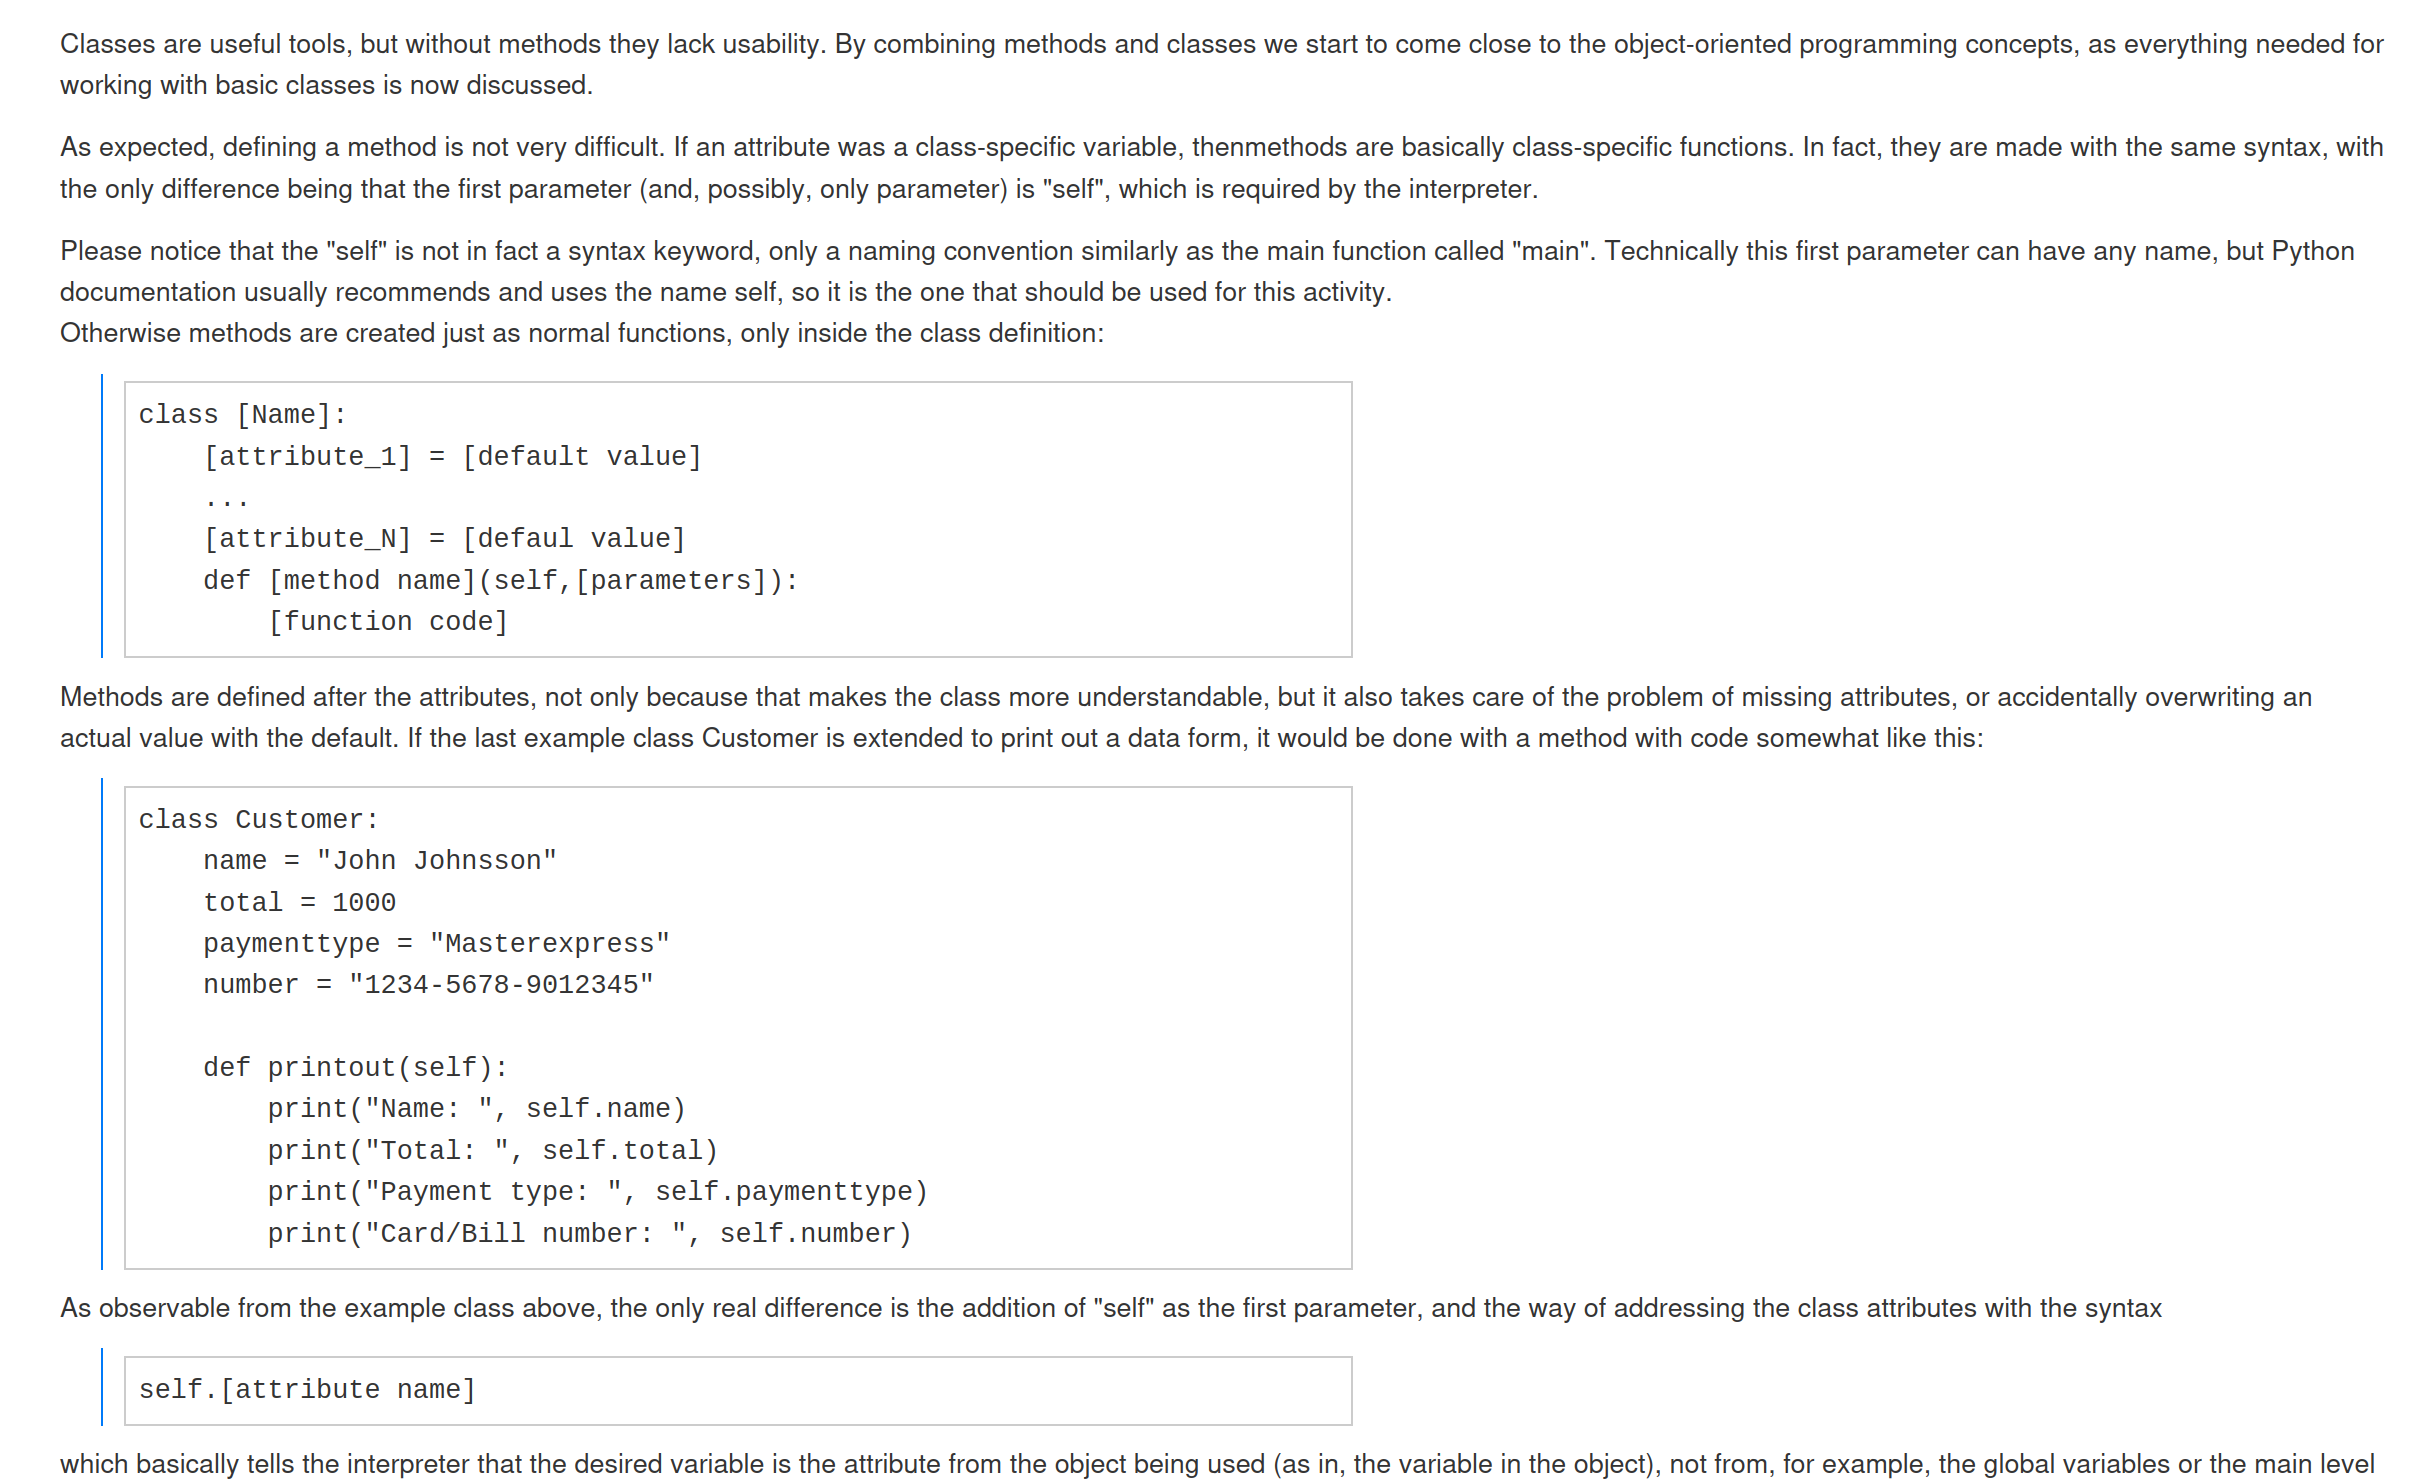 Classes are useful tools, but without methods they lack usability. By combining methods and classes we start to come close to the object-oriented programming concepts, as everything needed for
working with basic classes is now discussed.
As expected, defining a method is not very difficult. If an attribute was a class-specific variable, thenmethods are basically class-specific functions. In fact, they are made with the same syntax, with
the only difference being that the first parameter (and, possibly, only parameter) is "self", which is required by the interpreter.
Please notice that the "self" is not in fact a syntax keyword, only a naming convention similarly as the main function called "main". Technically this first parameter can have any name, but Python
documentation usually recommends and uses the name self, so it is the one that should be used for this activity.
Otherwise methods are created just as normal functions, only inside the class definition:
class [Name]:
    [attribute_1] = [default value]
    ...
    [attribute_N] = [defaul value]
    def [method name](self,[parameters]):
        [function code]
Methods are defined after the attributes, not only because that makes the class more understandable, but it also takes care of the problem of missing attributes, or accidentally overwriting an
actual value with the default. If the last example class Customer is extended to print out a data form, it would be done with a method with code somewhat like this:
class Customer:
    name = "John Johnsson"
    total = 1000
    paymenttype = "Masterexpress"
    number = "1234-5678-9012345"
    def printout(self):
        print("Name: ", self.name)
        print("Total: ", self.total)
        print("Payment type: ", self.paymenttype)
        print("Card/Bill number: ", self.number)
As observable from the example class above, the only real difference is the addition of "self" as the first parameter, and the way of addressing the class attributes with the syntax
self.[attribute name]
which basically tells the interpreter that the desired variable is the attribute from the object being used (as in, the variable in the object), not from, for example, the global variables or the main level